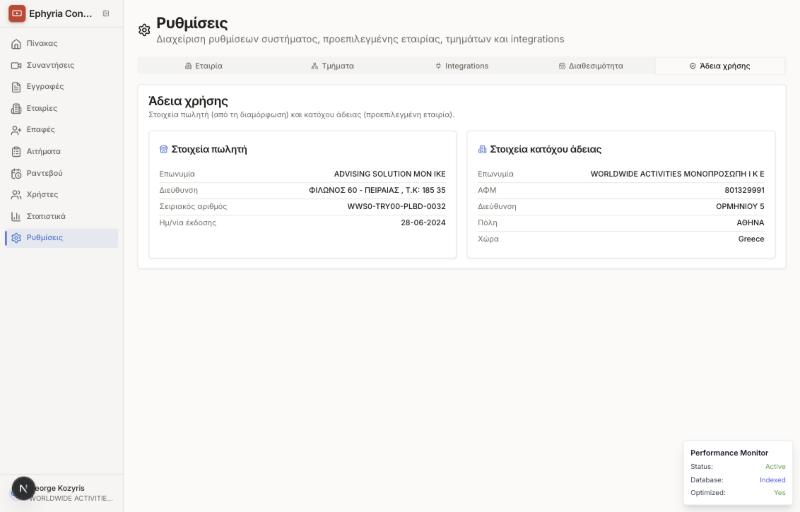 Ephyria Con...
Πίνακας
Συναντήσεις
Εγγραφές
Εταιρίες
Επαφές
Αιτήματα
Ραντεβού
Χρήστες
Στατιστικά
Ρυθμίσεις
N
eorge Kozyris
WORLDWIDE ACTIVITIE...
Ρυθμίσεις
Διαχείριση ρυθμίσεων συστήματος, προεπιλεγμένης εταιρίας, τμημάτων και integrations
Εταιρία Τμήματα Integrations Διαθεσιμότητα Άδεια χρήσης
Άδεια χρήσης
Στοιχεία πωλητή (από τη διαμόρφωση) και κατόχου άδειας (προεπιλεγμένη εταιρία).
Στοιχεία πωλητή
Επωνυμία ADVISING SOLUTION MON IKE
Διεύθυνση ΦΙΛΩΝΟΣ 60 - ΠΕΙΡΑΙΑΣ , Τ.Κ: 185 35
Σειριακός αριθμός WWS0-TRY00-PLBD-0032
Ημ/νία έκδοσης 28-06-2024
Στοιχεία κατόχου άδειας
Επωνυμία WORLDWIDE ACTIVITIES ΜΟΝΟΠΡΟΣΩΠΗ Ι Κ Ε
ΑΦΜ 801329991
Διεύθυνση ΟΡΜΗΝΙΟΥ 5
Πόλη ΑΘΗΝΑ
Χώρα Greece
Performance Monitor
Status: Active
Database: Indexed
Optimized: Yes